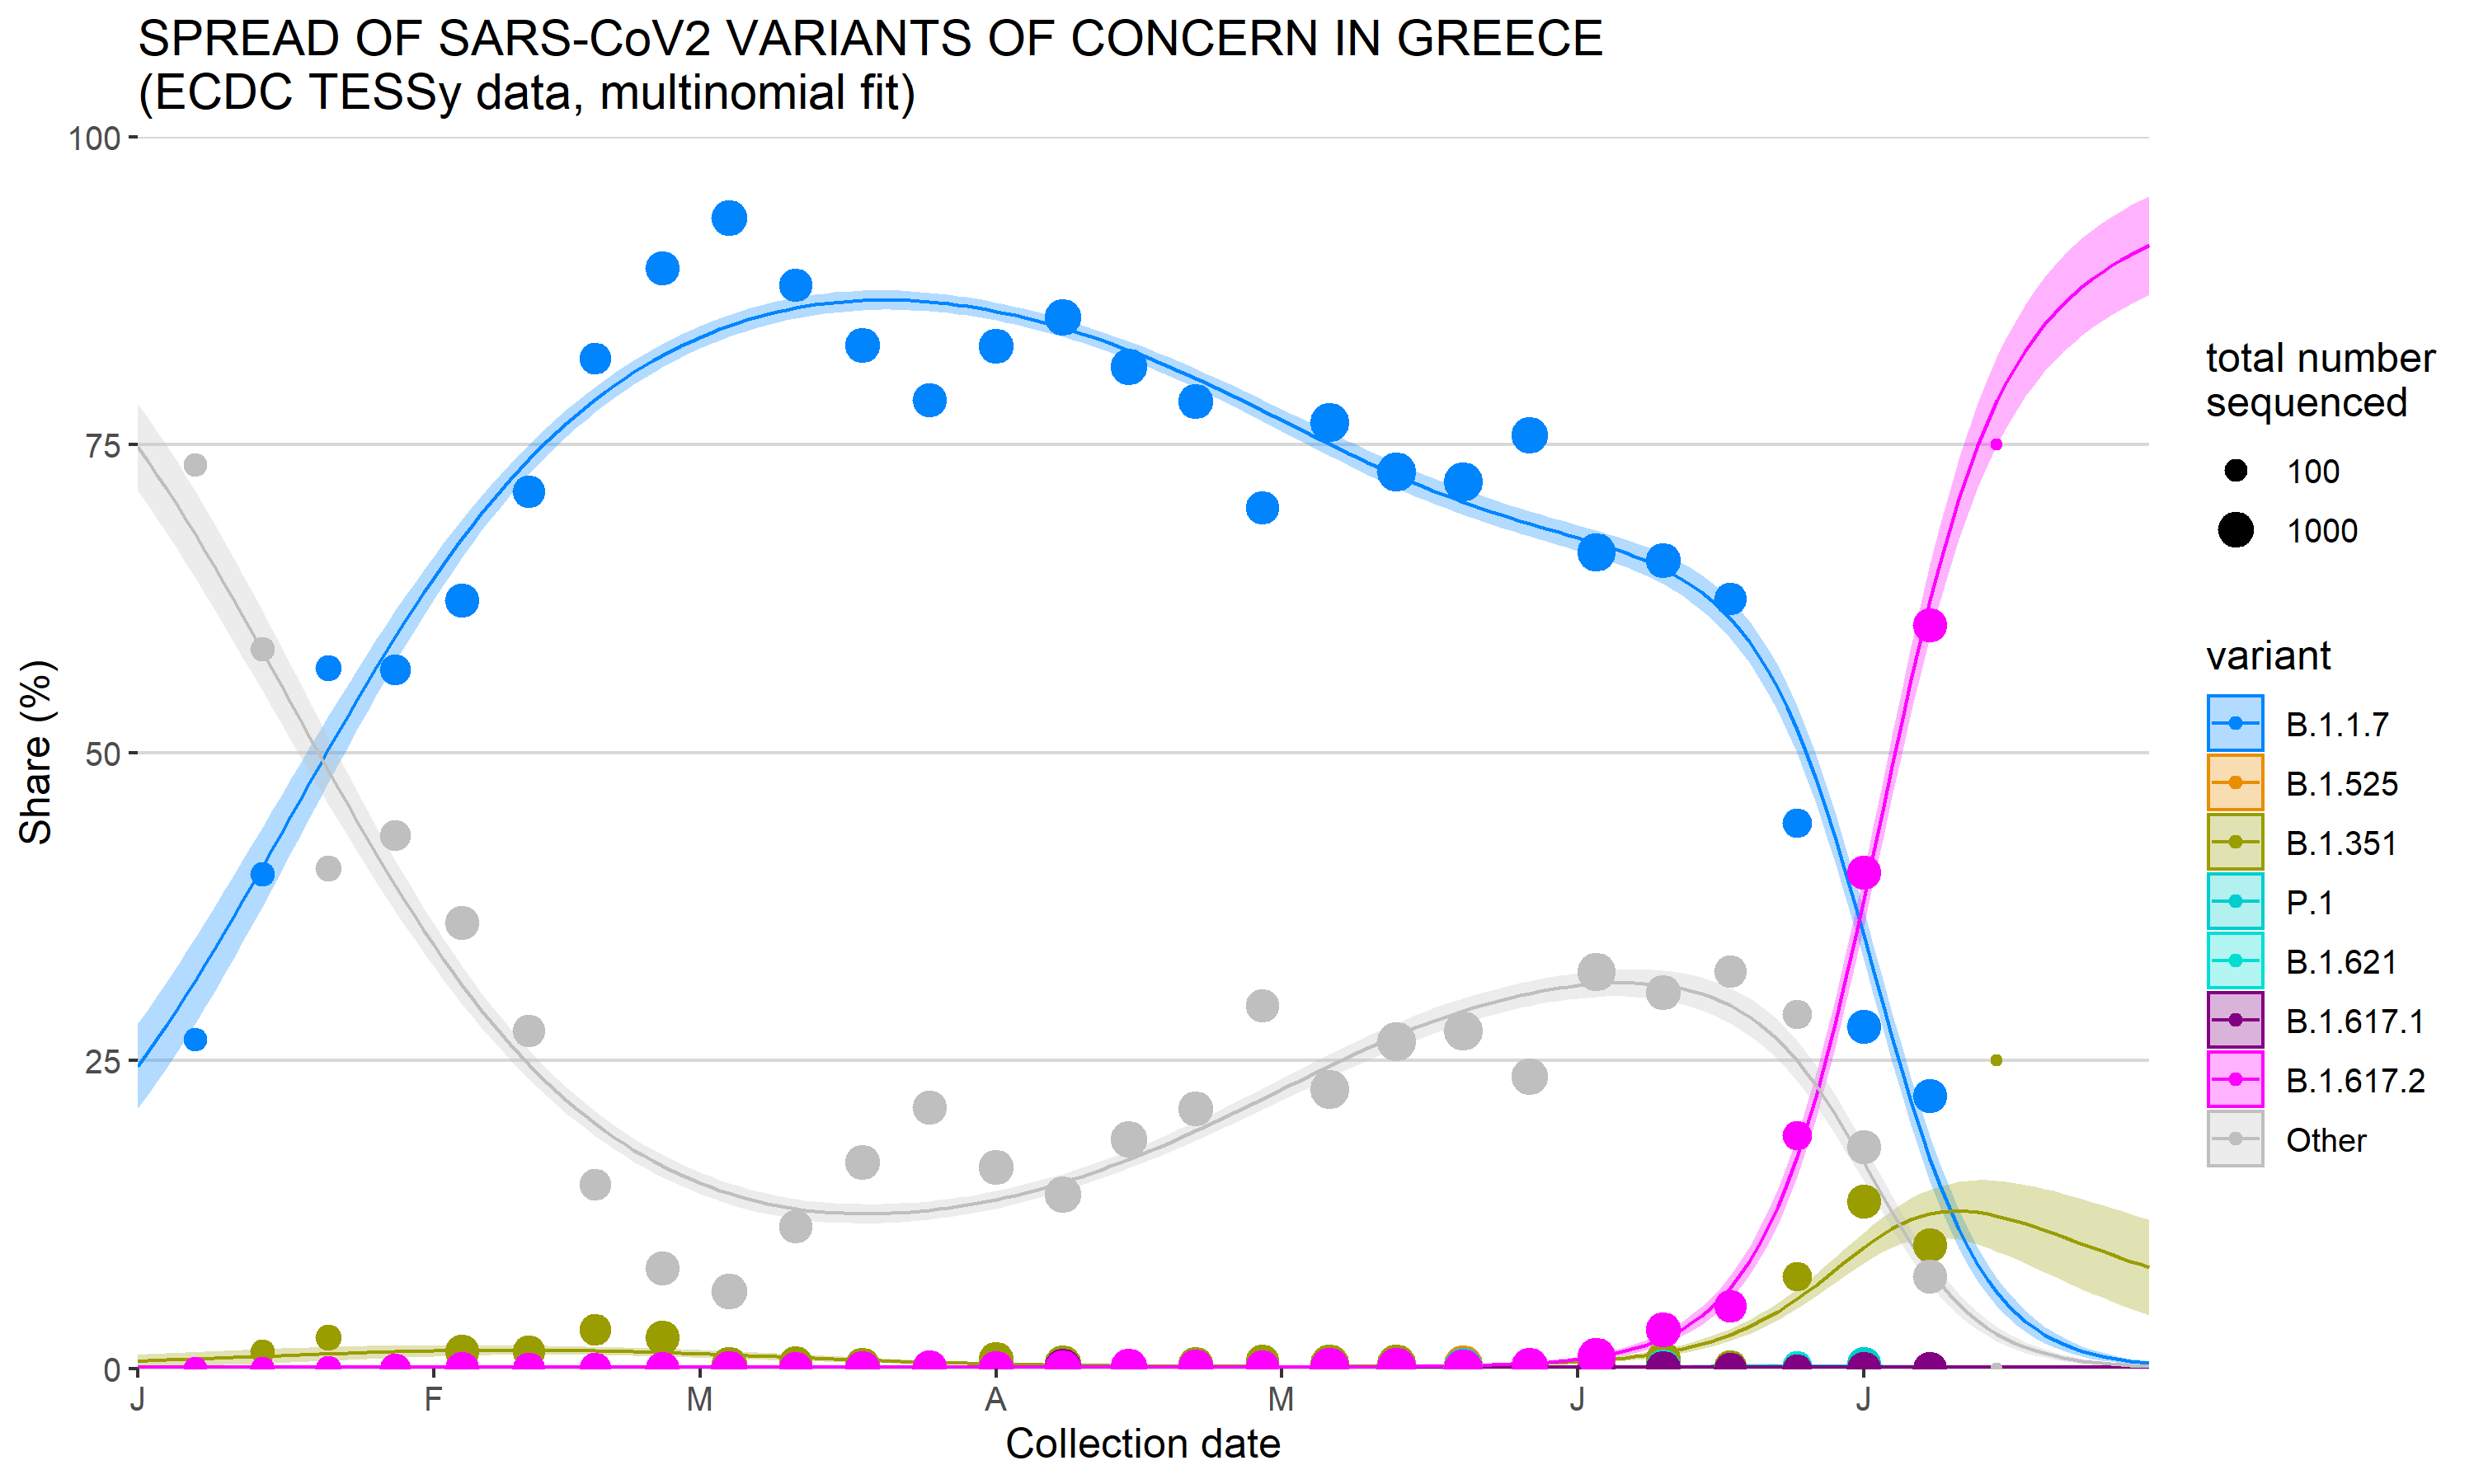 SPREAD OF SARS-CoV2 VARIANTS OF CONCERN IN GREECE
(ECDC TESSy data, multinomial fit)
100
75
50
25
0
Share (%)
J F M A M J J
Collection date
total number
sequenced
100
1000
variant
B.1.1.7
B.1.525
B.1.351
P.1
B.1.621
B.1.617.1
B.1.617.2
Other